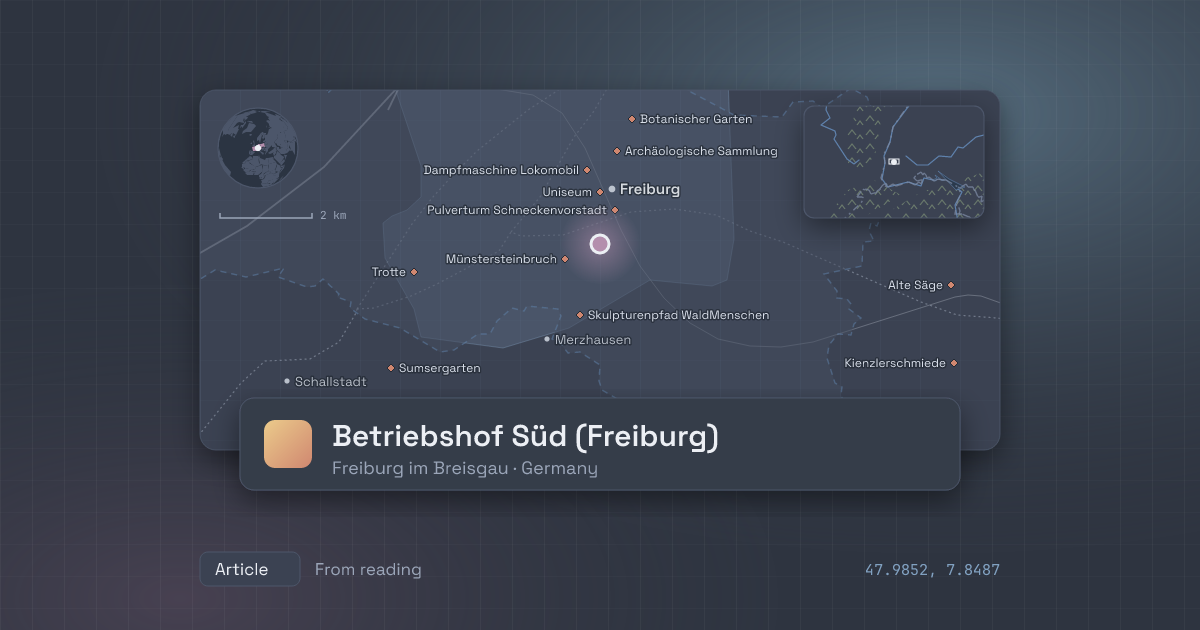 Botanischer Garten
Archäologische Sammlung
Dampfmaschine Lokomobil
Uniseum
Freiburg
Pulverturm Schneckenvorstadt
2 km
Münstersteinbruch
Trotte
Alte Säge
Skulpturenpfad WaldMenschen
Merzhausen
Kienzlerschmiede
Sumsergarten
Schallstadt
Betriebshof Süd (Freiburg)
Freiburg im Breisgau · Germany
Article
From reading
47.9852, 7.8487